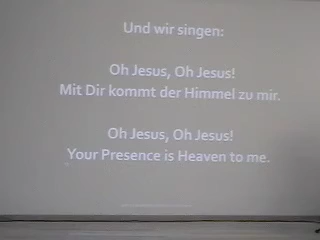 Und wir singen:
Oh Jesus, Oh Jesus!
Mit Dir kommt der Himmel zu mir.
Oh Jesus, Oh Jesus!
Your Presence is Heaven to me.